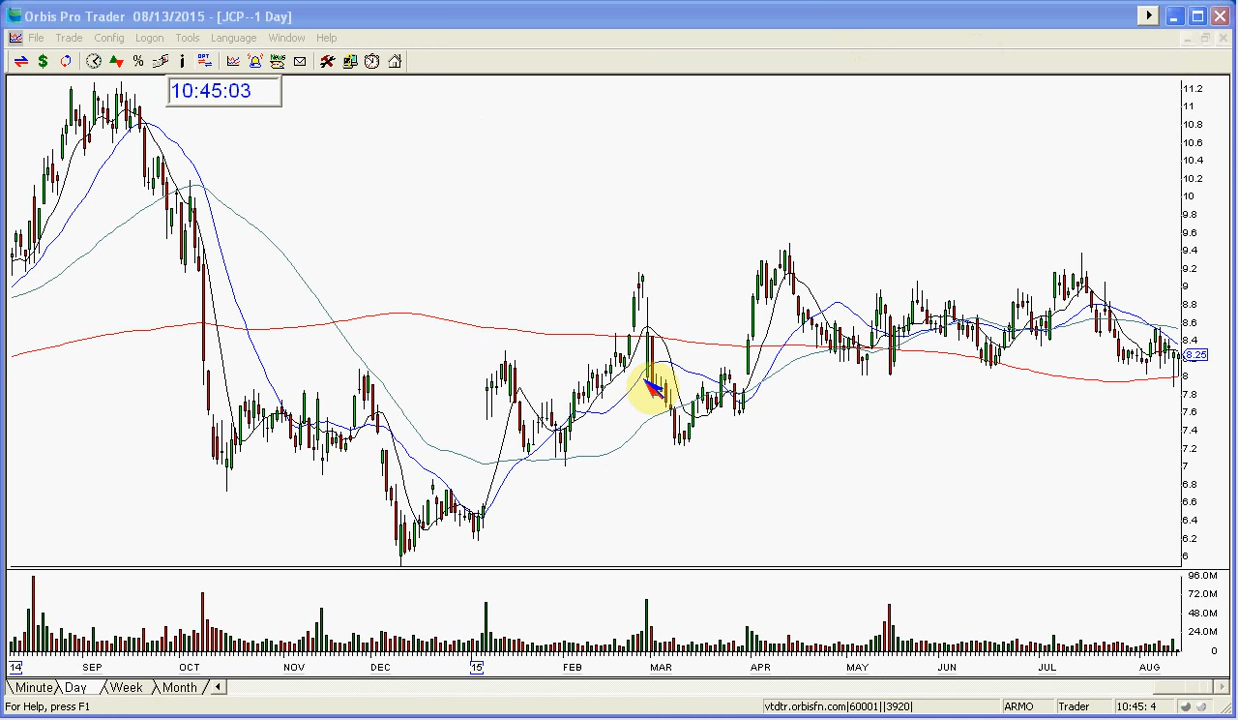 Orbis Pro Trader 08/13/2015 - [JCP--1 Day]
File Trade Config Logon Tools Language Window Help
$ % i OPT News
10:45:03
11.2
11
10.8
10.6
10.4
10.2
10
9.8
9.6
9.4
9.2
9
8.8
8.6
8.4
8.25
8
7.8
7.6
7.4
7.2
7
6.8
6.6
6.4
6.2
6
96.0M
72.0M
48.0M
24.0M
0
14 SEP OCT NOV DEC 15 FEB MAR APR MAY JUN JUL AUG
Minute Day Week Month
For Help, press F1 vtdtr.orbisfn.com|60001||3920| ARMO Trader 10:45: 4